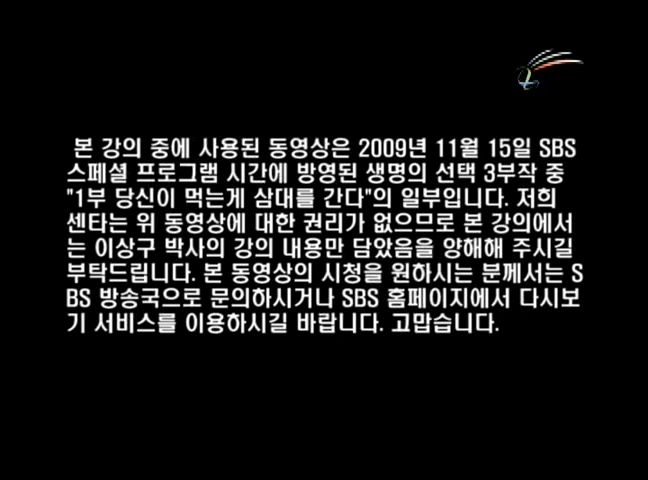 본 강의 중에 사용된 동영상은 2009년 11월 15일 SBS
스페셜 프로그램 시간에 방영된 생명의 선택 3부작 중
"1부 당신이 먹는게 삼대를 간다"의 일부입니다. 저희
센타는 위 동영상에 대한 권리가 없으므로 본 강의에서
는 이상구 박사의 강의 내용만 담았음을 양해해 주시길
부탁드립니다. 본 동영상의 시청을 원하시는 분께서는 S
BS 방송국으로 문의하시거나 SBS 홈페이지에서 다시보
기 서비스를 이용하시길 바랍니다. 고맙습니다.